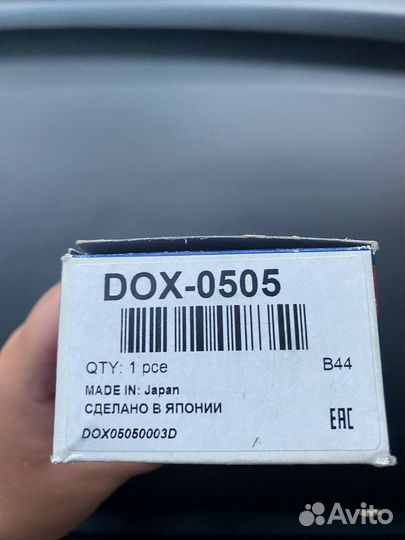 DOX-0505
QTY: 1 pce B44
MADE IN: Japan
СДЕЛАНО В ЯПОНИИ
EAC
DOX05050003D
Avito